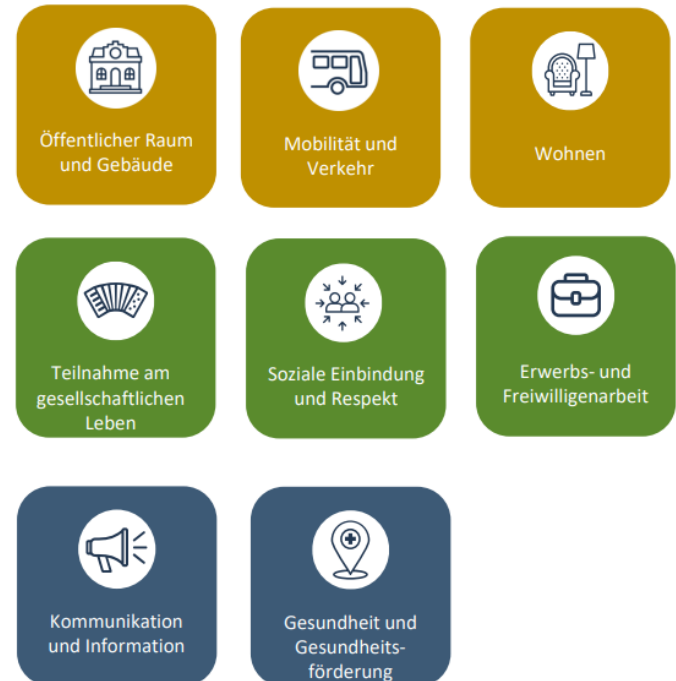 Öffentlicher Raum
und Gebäude
Mobilität und
Verkehr
Wohnen
Teilnahme am
gesellschaftlichen
Leben
Soziale Einbindung
und Respekt
Erwerbs- und
Freiwilligenarbeit
Kommunikation
und Information
Gesundheit und
Gesundheits-
förderung